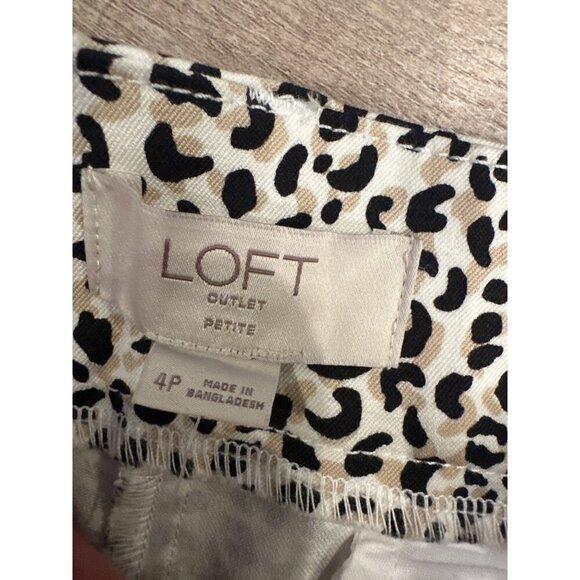 LOFT
OUTLET
PETITE
4P
MADE IN
BANGLADESH